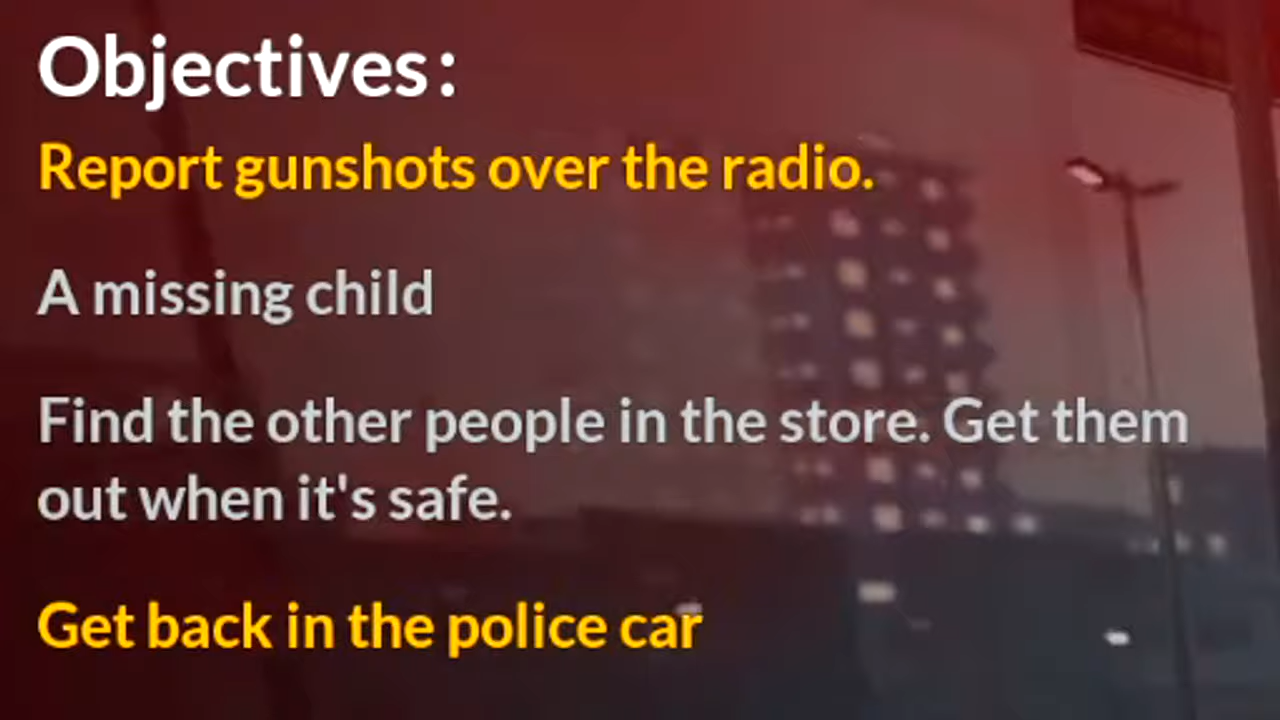 Objectives:
Report gunshots over the radio.
A missing child
Find the other people in the store. Get them
out when it's safe.
Get back in the police car